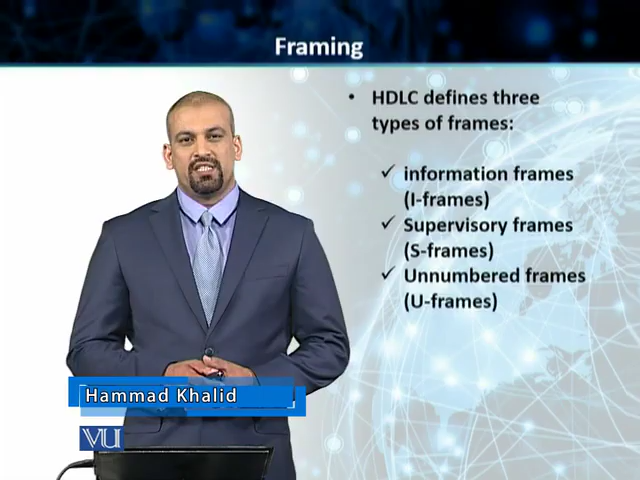 Framing
• HDLC defines three
types of frames:
✓ information frames
(I-frames)
✓ Supervisory frames
(S-frames)
✓ Unnumbered frames
(U-frames)
Hammad Khalid
VU